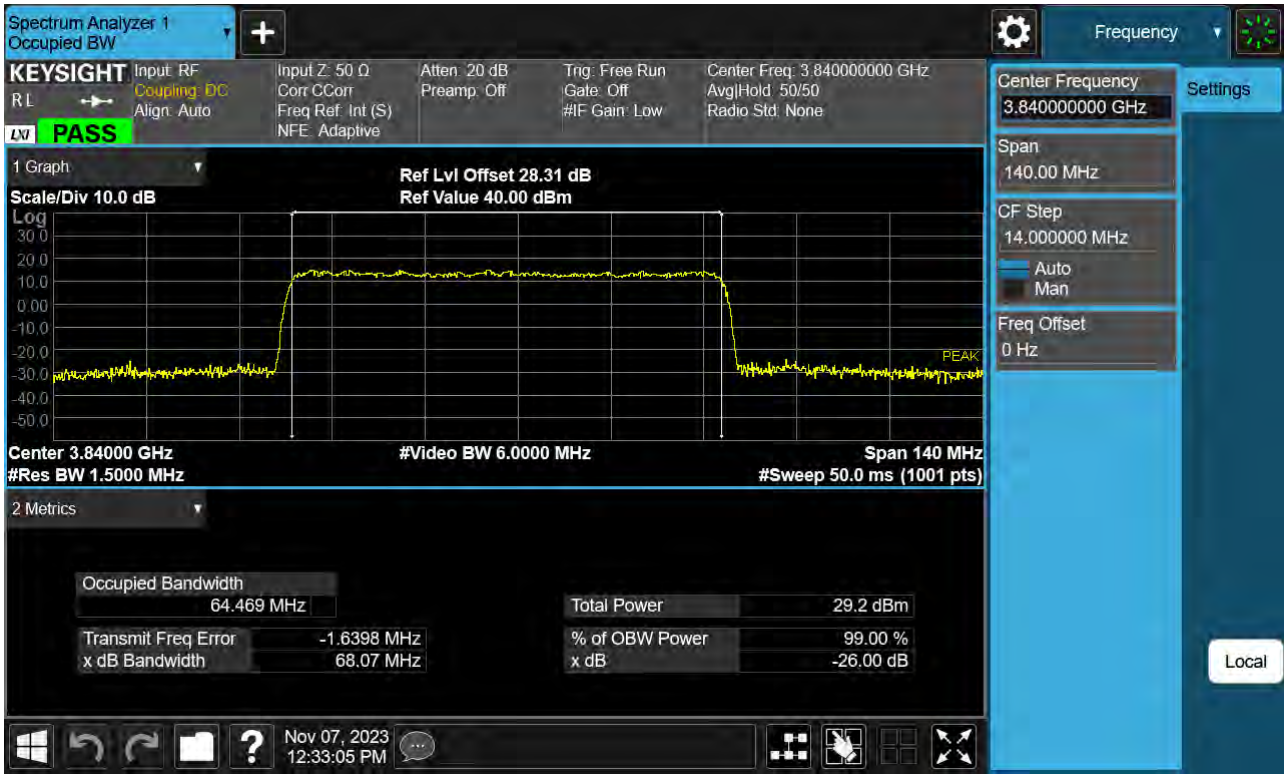 Spectrum Analyzer 1
Occupied BW
+
Frequency
KEYSIGHT
RL
LXI
PASS
Input: RF
Coupling: DC
Align: Auto
Input Z: 50 Ω
Corr CCorr
Freq Ref: Int (S)
NFE: Adaptive
Atten: 20 dB
Preamp: Off
Trig: Free Run
Gate: Off
#IF Gain: Low
Center Freq: 3.840000000 GHz
Avg|Hold: 50/50
Radio Std: None
Center Frequency
3.840000000 GHz
Settings
Span
140.00 MHz
CF Step
14.000000 MHz
Auto
Man
Freq Offset
0 Hz
Local
1 Graph
Scale/Div 10.0 dB
Ref Lvl Offset 28.31 dB
Ref Value 40.00 dBm
Log
30.0
20.0
10.0
0.00
-10.0
-20.0
-30.0
-40.0
-50.0
PEAK
Center 3.84000 GHz
#Res BW 1.5000 MHz
#Video BW 6.0000 MHz
Span 140 MHz
#Sweep 50.0 ms (1001 pts)
2 Metrics
Occupied Bandwidth
64.469 MHz
Transmit Freq Error -1.6398 MHz
x dB Bandwidth 68.07 MHz
Total Power 29.2 dBm
% of OBW Power 99.00 %
x dB -26.00 dB
?
Nov 07, 2023
12:33:05 PM